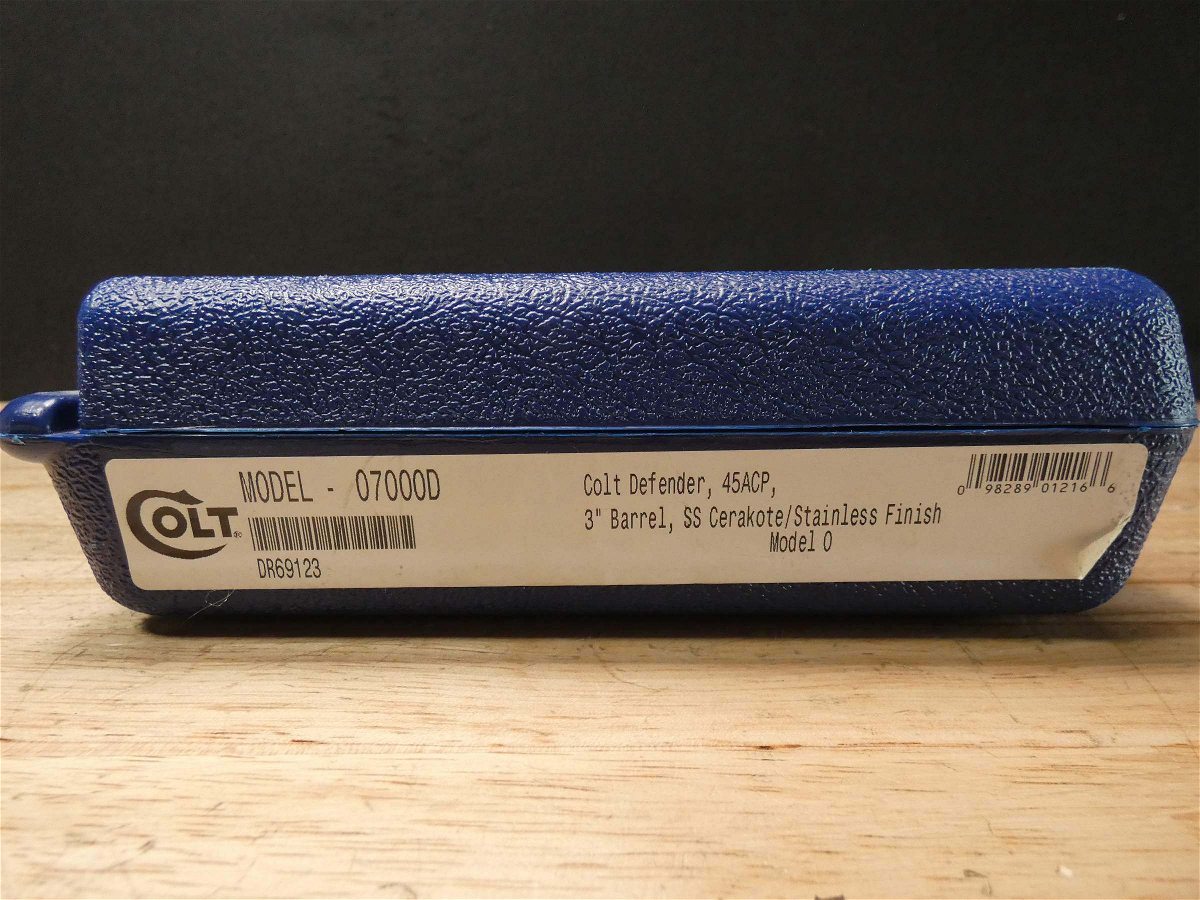 COLT
MODEL - 07000D
DR69123
Colt Defender, 45ACP,
3" Barrel, SS Cerakote/Stainless Finish
Model O
0 98289 01216 6